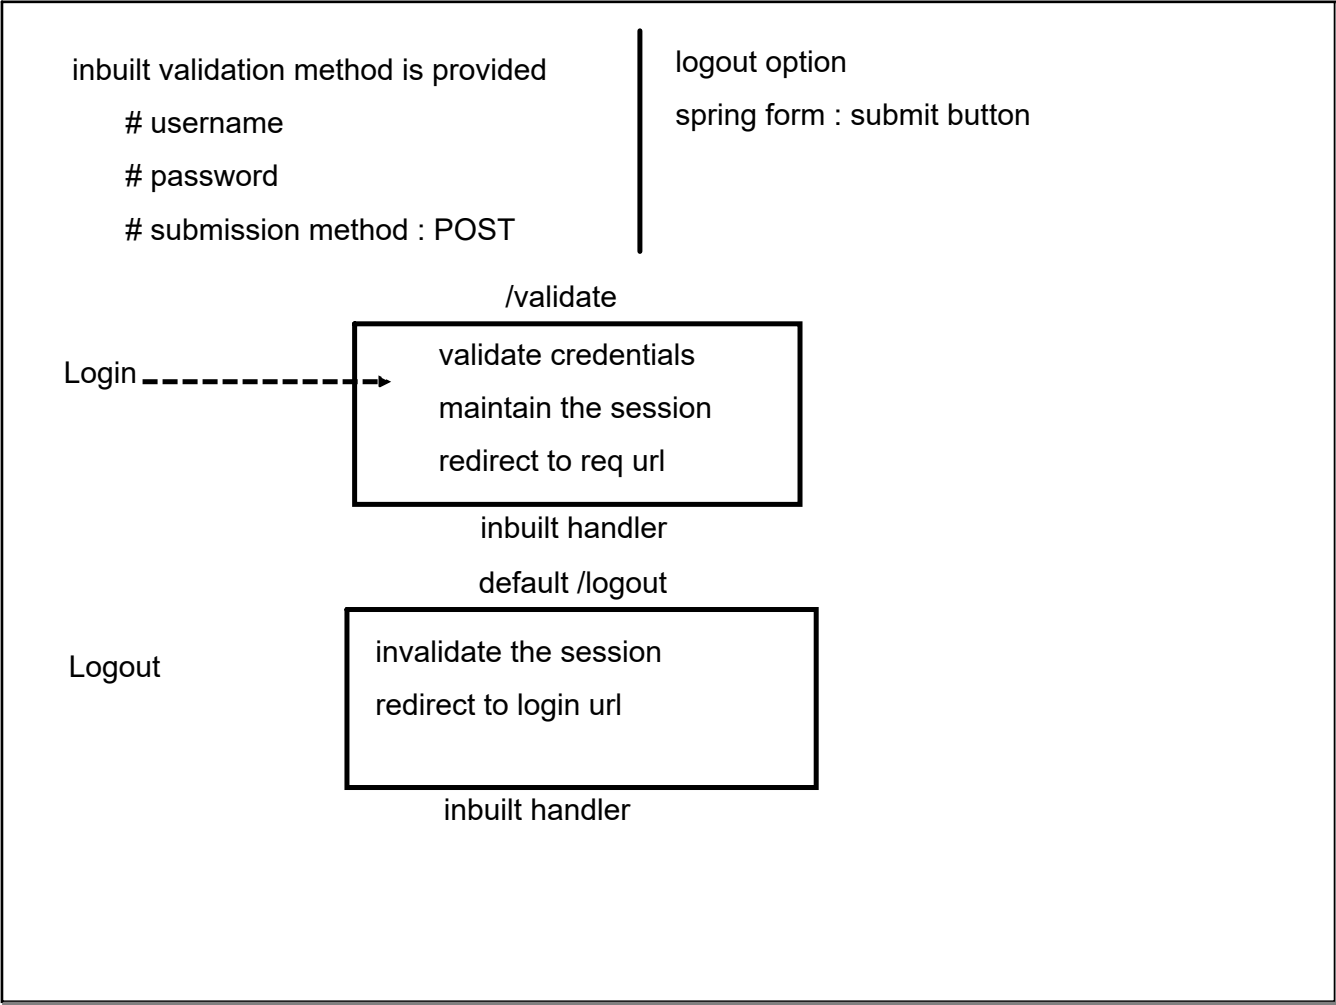 inbuilt validation method is provided
# username
# password
# submission method : POST
logout option
spring form : submit button
/validate
Login
validate credentials
maintain the session
redirect to req url
inbuilt handler
default /logout
Logout
invalidate the session
redirect to login url
inbuilt handler